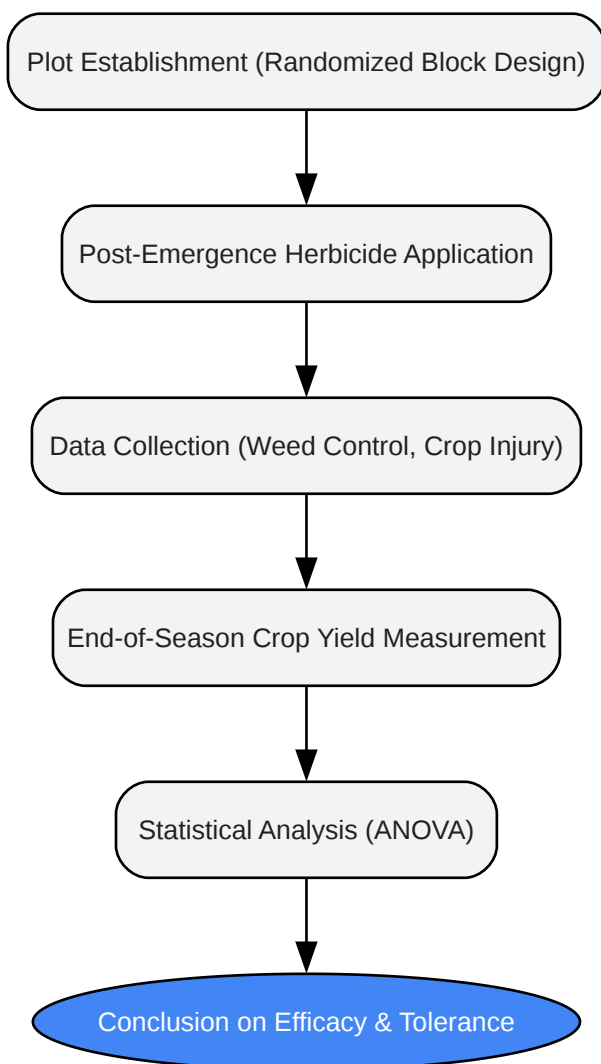 Plot Establishment (Randomized Block Design)
Post-Emergence Herbicide Application
Data Collection (Weed Control, Crop Injury)
End-of-Season Crop Yield Measurement
Statistical Analysis (ANOVA)
Conclusion on Efficacy & Tolerance